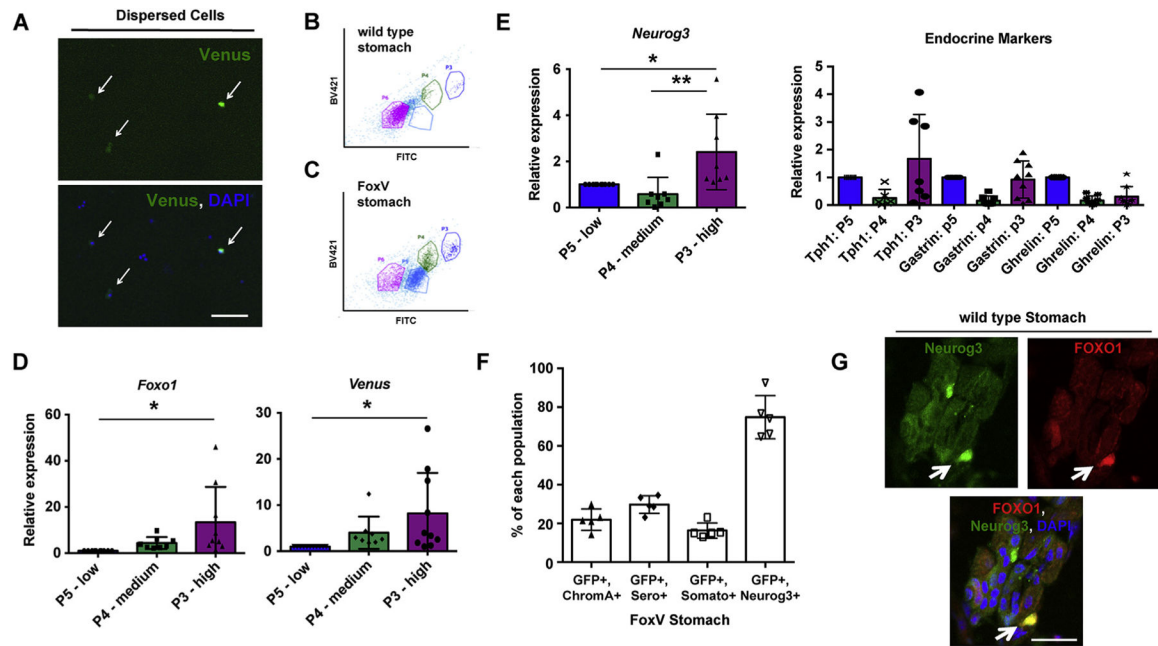 A
Dispersed Cells
Venus
Venus, DAPI
B
wild type
stomach
P3
P4
P6
BV421
FITC
C
FoxV
stomach
P3
P4
P5
P6
BV421
FITC
D
Foxo1
Relative expression
60
40
20
0
*
P5 - low
P4 - medium
P3 - high
Venus
30
20
10
0
*
P5 - low
P4 - medium
P3 - high
E
Neurog3
Relative expression
6
4
2
0
*
**
P5 - low
P4 - medium
P3 - high
Endocrine Markers
Relative expression
5
4
3
2
1
0
Tph1: P5
Tph1: P4
Tph1: P3
Gastrin: p5
Gastrin: p4
Gastrin: p3
Ghrelin: P5
Ghrelin: P4
Ghrelin: P3
F
% of each population
100
80
60
40
20
0
GFP+, GFP+, GFP+, GFP+,
ChromA+ Sero+ Somato+ Neurog3+
FoxV Stomach
G
wild type Stomach
Neurog3
FOXO1
FOXO1,
Neurog3, DAPI